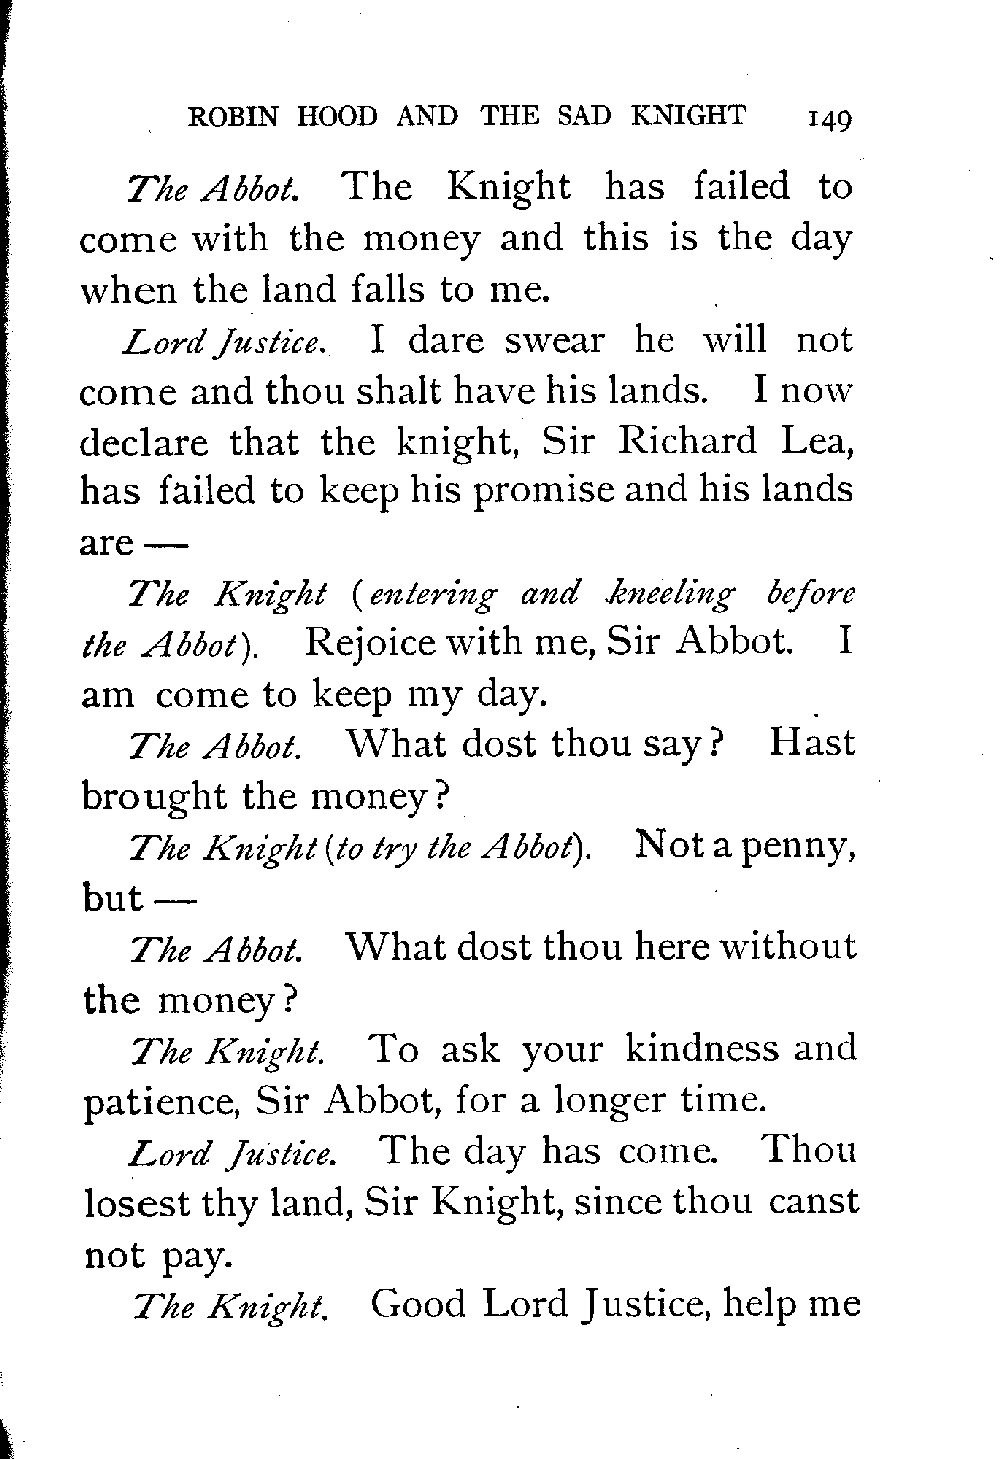 ROBIN HOOD AND THE SAD KNIGHT 149
The Abbot. The Knight has failed to
come with the money and this is the day
when the land falls to me.
Lord Justice. I dare swear he will not
come and thou shalt have his lands. I now
declare that the knight, Sir Richard Lea,
has failed to keep his promise and his lands
are —
The Knight (entering and kneeling before
the Abbot). Rejoice with me, Sir Abbot. I
am come to keep my day.
The Abbot. What dost thou say? Hast
brought the money?
The Knight (to try the Abbot). Not a penny,
but —
The Abbot. What dost thou here without
the money?
The Knight. To ask your kindness and
patience, Sir Abbot, for a longer time.
Lord Justice. The day has come. Thou
losest thy land, Sir Knight, since thou canst
not pay.
The Knight. Good Lord Justice, help me